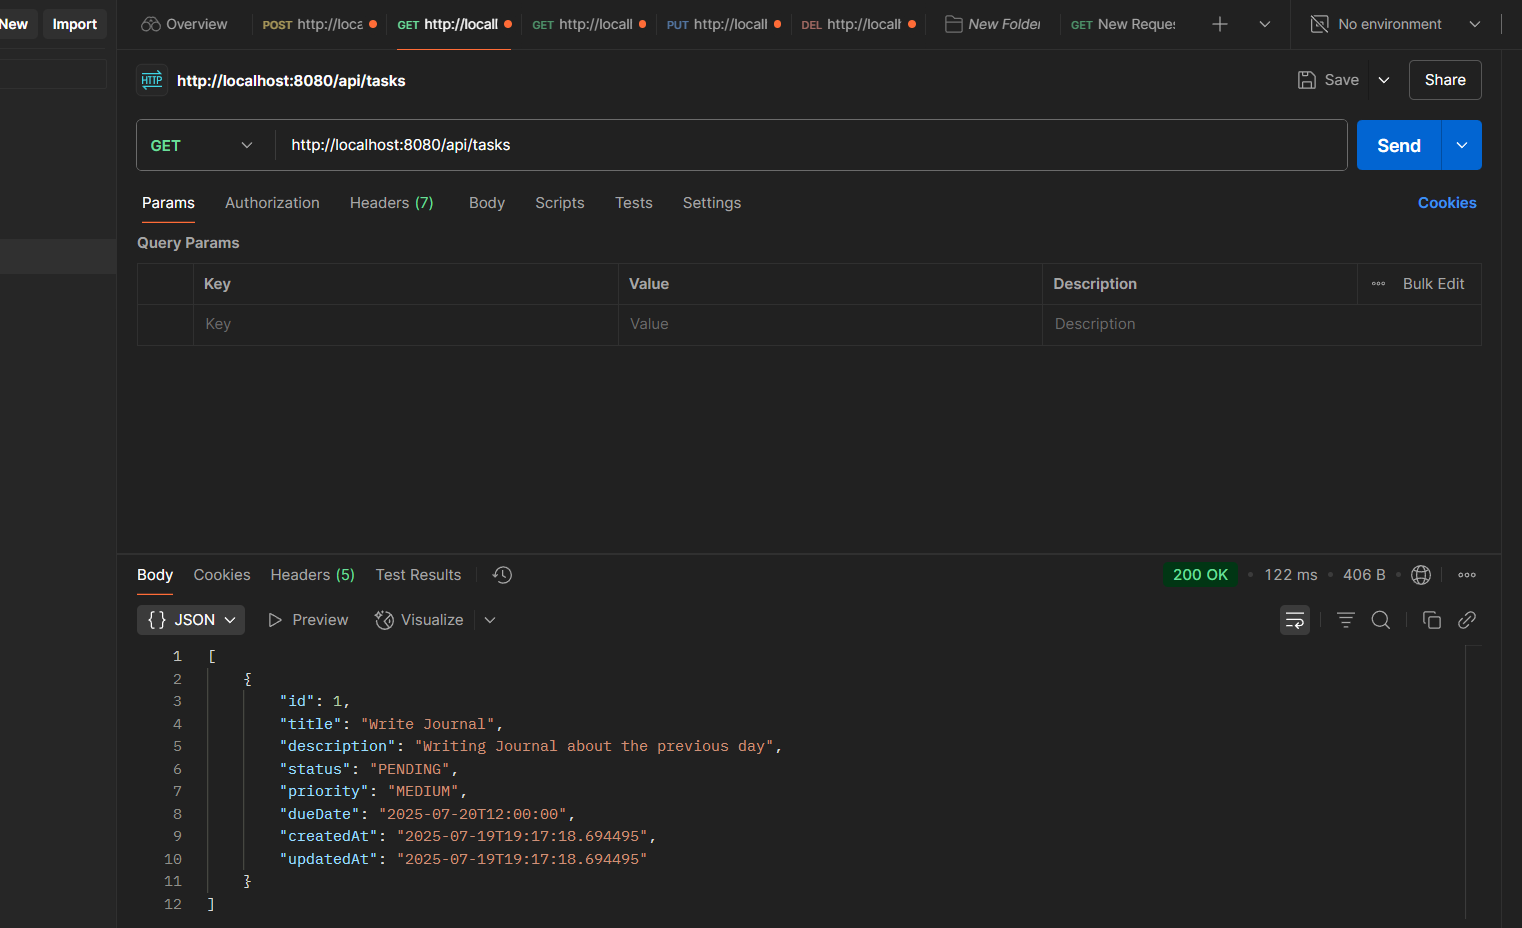 New Import Overview POST http://loca GET http://locall GET http://locall PUT http://locall DEL http://localh New Folder GET New Reques No environment
HTTP http://localhost:8080/api/tasks Save Share
GET http://localhost:8080/api/tasks Send
Params Authorization Headers (7) Body Scripts Tests Settings Cookies
Query Params
Key Value Description Bulk Edit
Key Value Description
Body Cookies Headers (5) Test Results 200 OK 122 ms 406 B
{} JSON Preview Visualize
1 [
2 {
3 "id": 1,
4 "title": "Write Journal",
5 "description": "Writing Journal about the previous day",
6 "status": "PENDING",
7 "priority": "MEDIUM",
8 "dueDate": "2025-07-20T12:00:00",
9 "createdAt": "2025-07-19T19:17:18.694495",
10 "updatedAt": "2025-07-19T19:17:18.694495"
11 }
12 ]